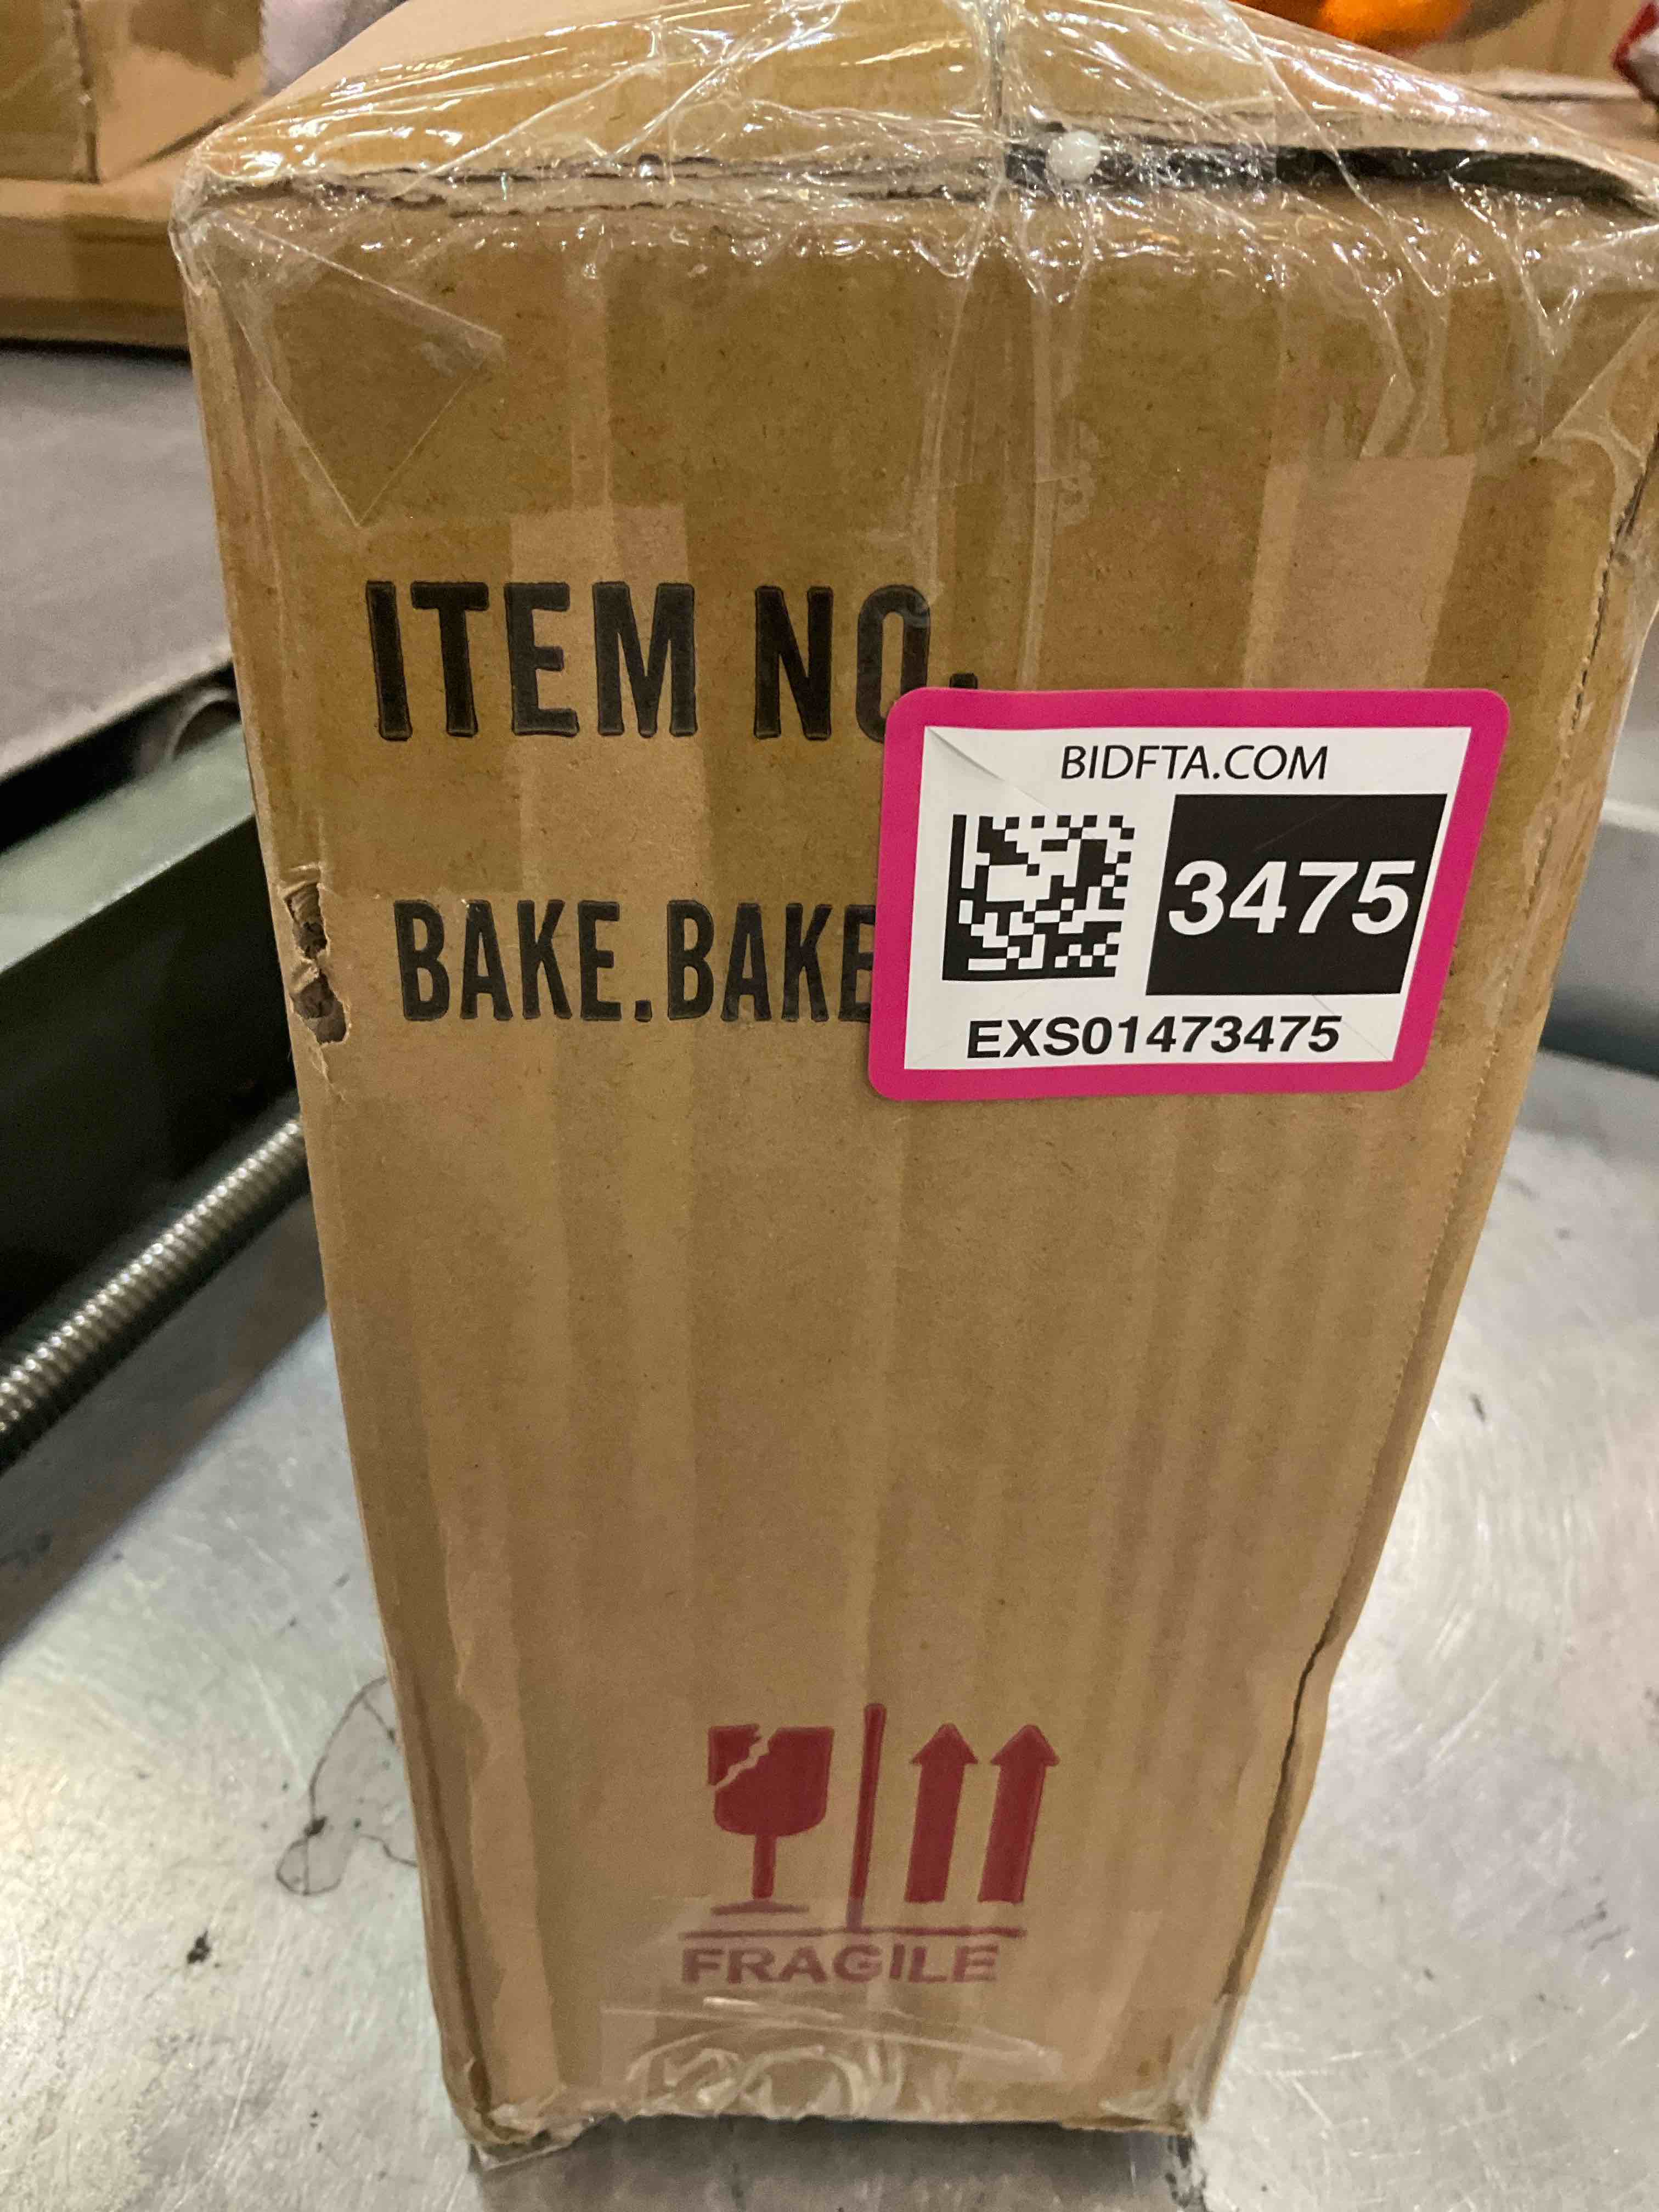 ITEM NO.
BAKE.BAKE
BIDFTA.COM
3475
EXS01473475
FRAGILE